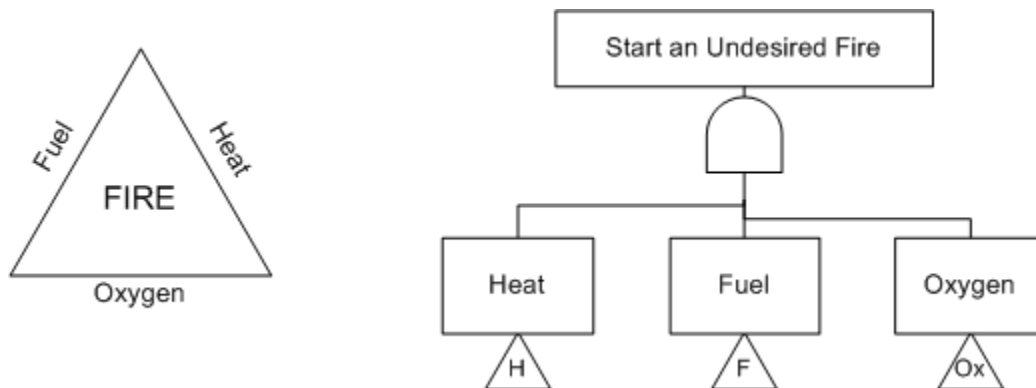 Fuel
Heat
FIRE
Oxygen
Start an Undesired Fire
Heat
Fuel
Oxygen
H
F
Ox